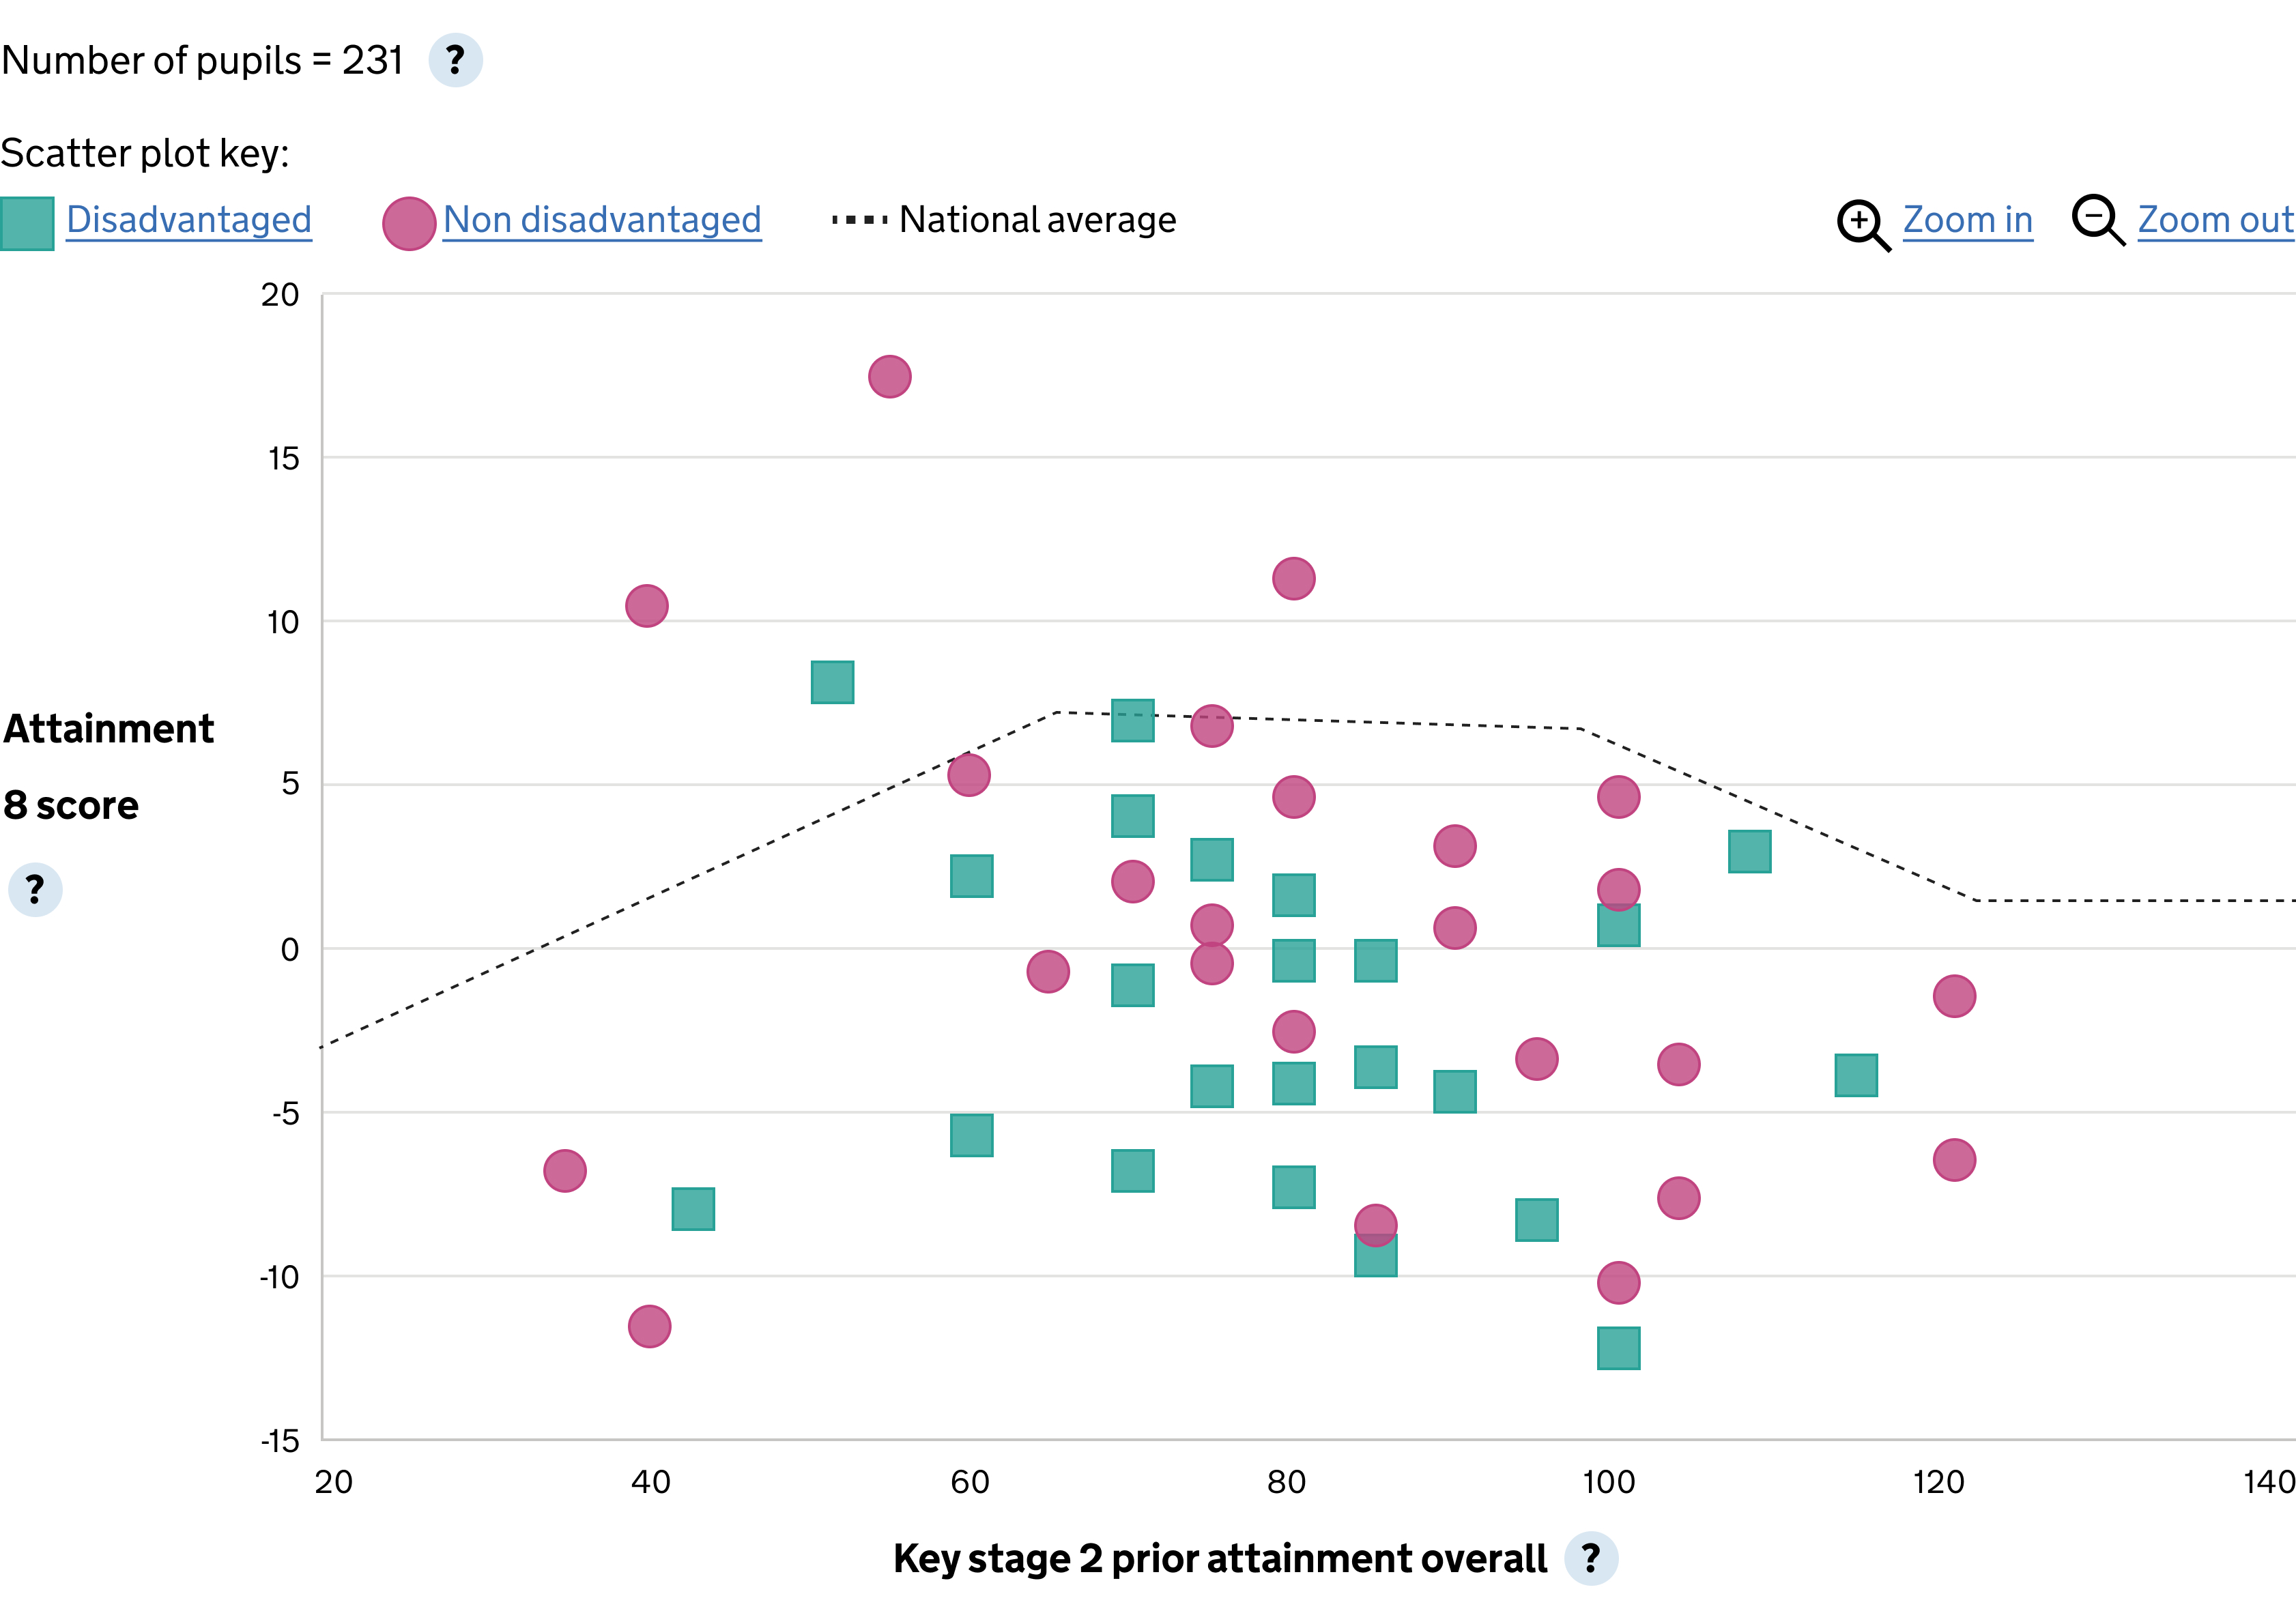 Number of pupils = 231 ?
Scatter plot key:
Disadvantaged Non disadvantaged National average Zoom in Zoom out
20
15
10
5
0
-5
-10
-15
Attainment
8 score
?
20 40 60 80 100 120 140
Key stage 2 prior attainment overall ?